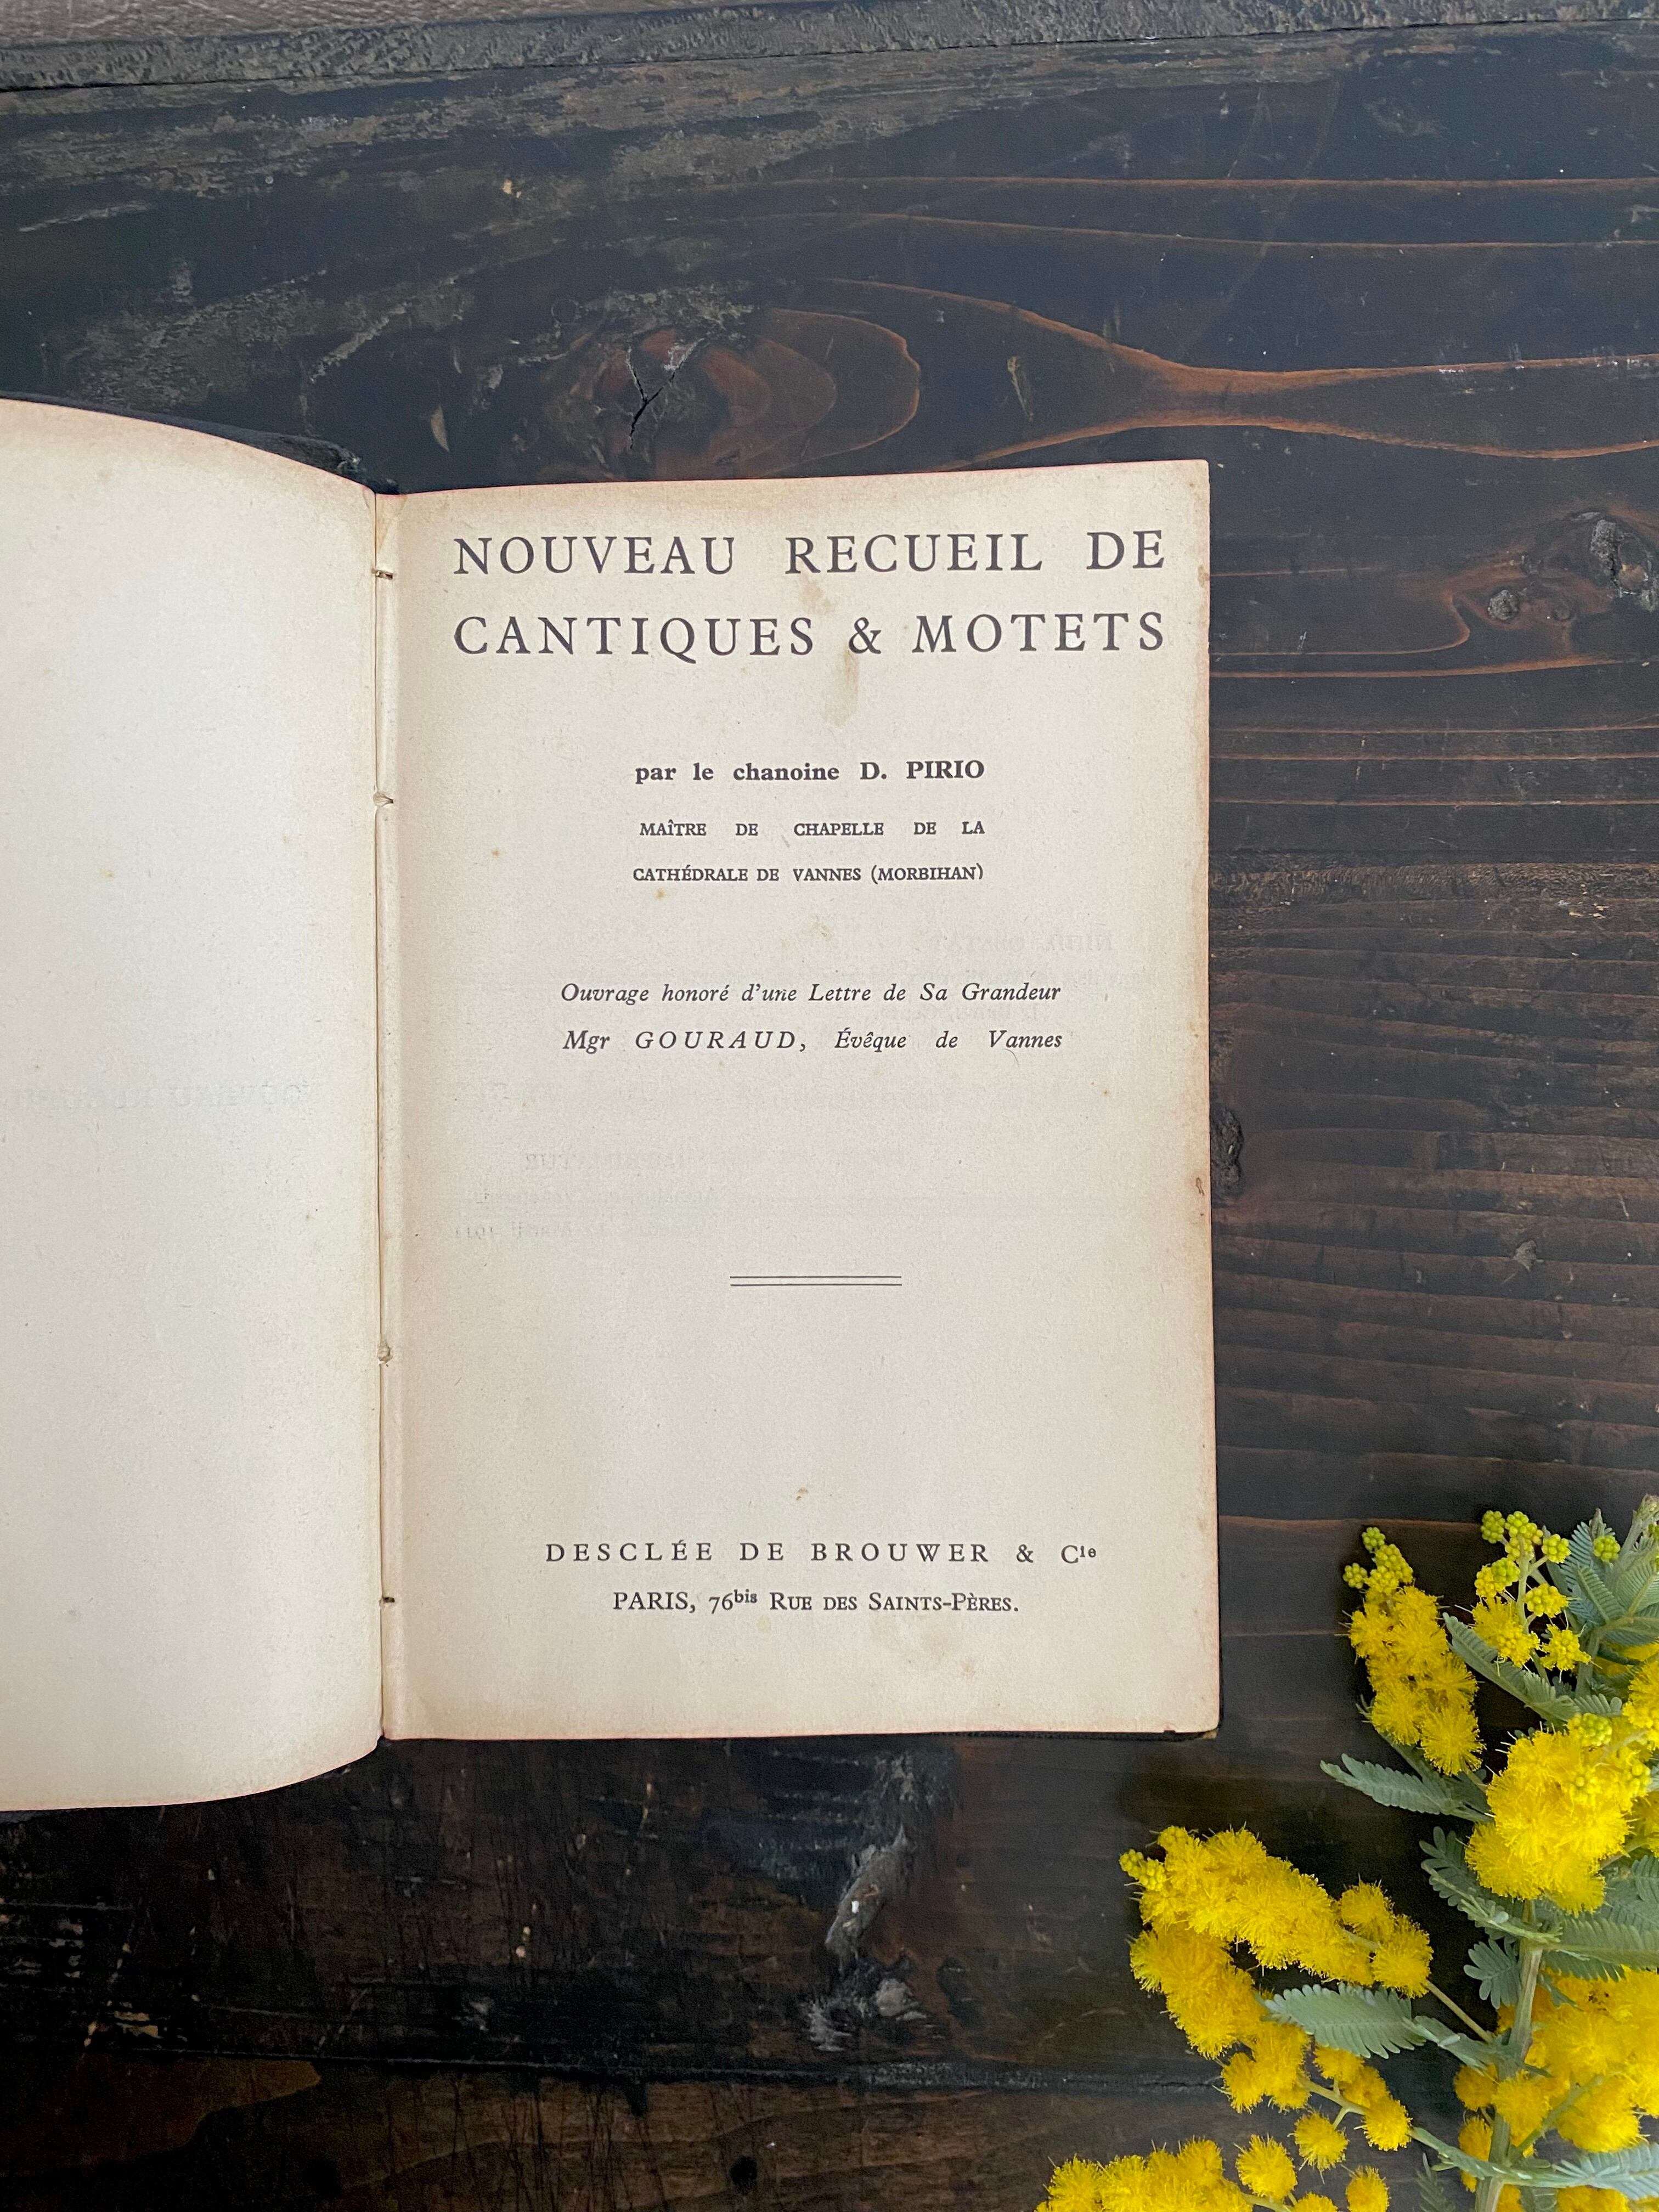 NOUVEAU RECUEIL DE
CANTIQUES & MOTETS
par le chanoine D. PIRIO
MAÎTRE DE CHAPELLE DE LA
CATHÉDRALE DE VANNES (MORBIHAN)
Ouvrage honoré d'une Lettre de Sa Grandeur
Mgr GOURAUD, Évêque de Vannes
DESCLÉE DE BROUWER & Cie
PARIS, 76bis RUE DES SAINTS-PÈRES.